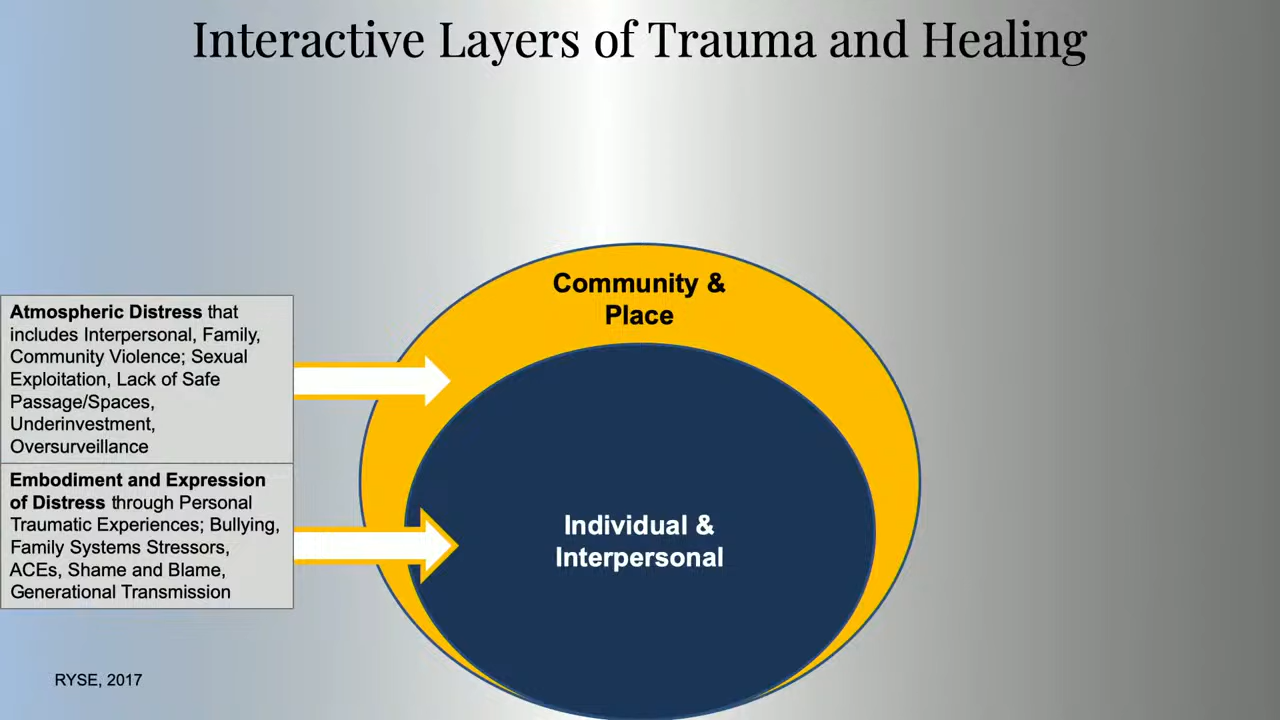 Interactive Layers of Trauma and Healing
Community &
Place
Atmospheric Distress that
includes Interpersonal, Family,
Community Violence; Sexual
Exploitation, Lack of Safe
Passage/Spaces,
Underinvestment,
Oversurveillance
Embodiment and Expression
of Distress through Personal
Traumatic Experiences; Bullying,
Family Systems Stressors,
ACEs, Shame and Blame,
Generational Transmission
Individual &
Interpersonal
RYSE, 2017